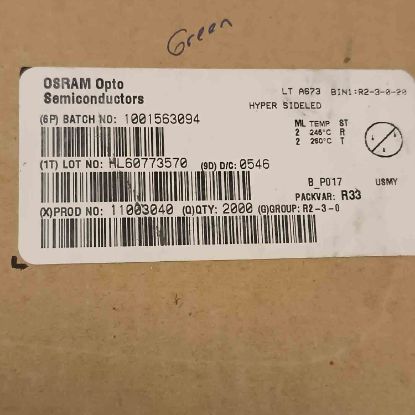 Green
OSRAM Opto
Semiconductors
LT A673 BIN1:R2-3-0-20
HYPER SIDELED
(6P) BATCH NO: 1001563094
ML TEMP ST
2 245°C R
2 260°C T
(1T) LOT NO: HL60773570 (9D) D/C: 0546
B_P017 USMY
PACKVAR: R33
(X)PROD NO: 11003040 (Q)QTY: 2000 (G)GROUP: R2-3-0